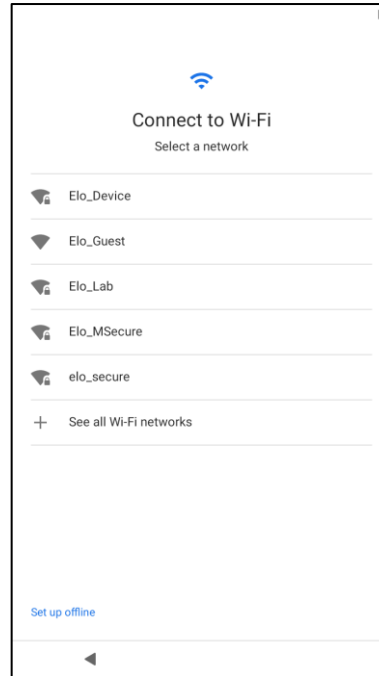 Connect to Wi-Fi
Select a network
Elo_Device
Elo_Guest
Elo_Lab
Elo_MSecure
elo_secure
See all Wi-Fi networks
Set up offline